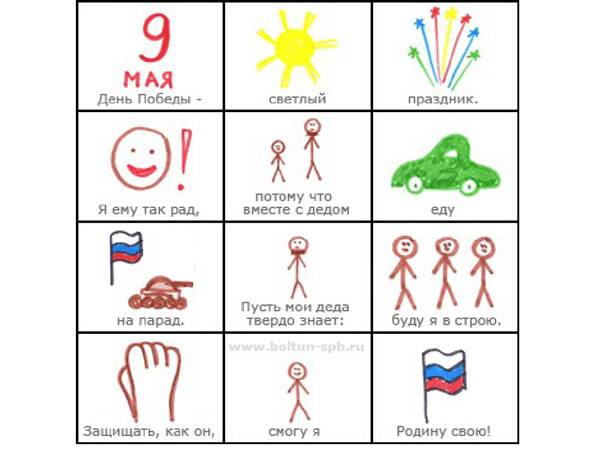 9
МАЯ
День Победы -
светлый
праздник.
!
Я ему так рад,
потому что
вместе с дедом
еду
на парад.
Пусть мои деда
твердо знает:
буду я в строю.
www.boltun-spb.ru
Защищать, как он,
смогу я
Родину свою!